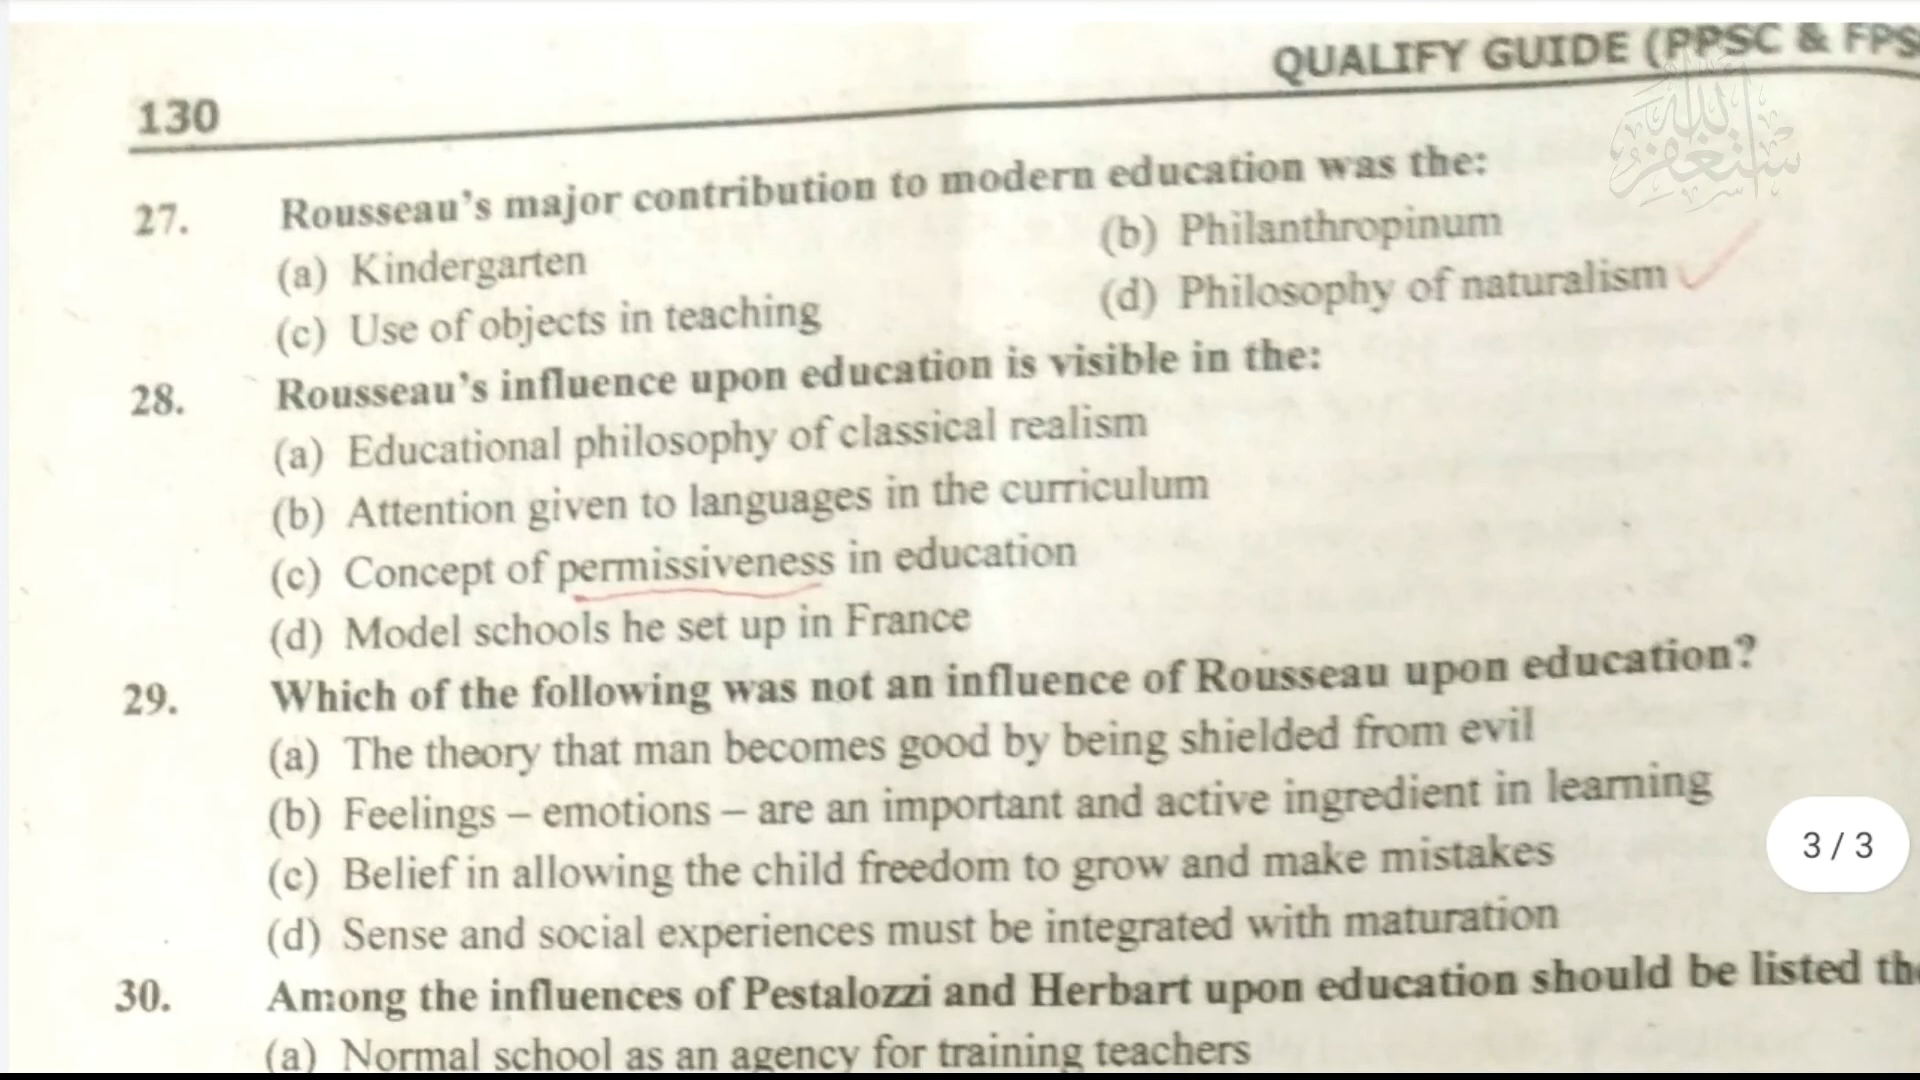 QUALIFY GUIDE (PPSC & FPS
130
27. Rousseau's major contribution to modern education was the:
(a) Kindergarten (b) Philanthropinum
(c) Use of objects in teaching (d) Philosophy of naturalism
28. Rousseau's influence upon education is visible in the:
(a) Educational philosophy of classical realism
(b) Attention given to languages in the curriculum
(c) Concept of permissiveness in education
(d) Model schools he set up in France
29. Which of the following was not an influence of Rousseau upon education?
(a) The theory that man becomes good by being shielded from evil
(b) Feelings – emotions – are an important and active ingredient in learning
(c) Belief in allowing the child freedom to grow and make mistakes
3 / 3
(d) Sense and social experiences must be integrated with maturation
30. Among the influences of Pestalozzi and Herbart upon education should be listed the
(a) Normal school as an agency for training teachers